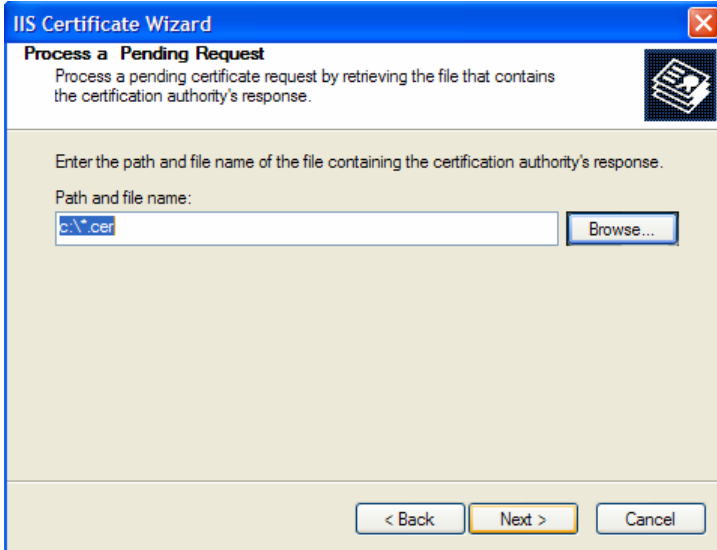 IIS Certificate Wizard
Process a  Pending Request
Process a pending certificate request by retrieving the file that contains
the certification authority's response.
Enter the path and file name of the file containing the certification authority's response.
Path and file name:
c:\*.cer
Browse...
< Back
Next >
Cancel